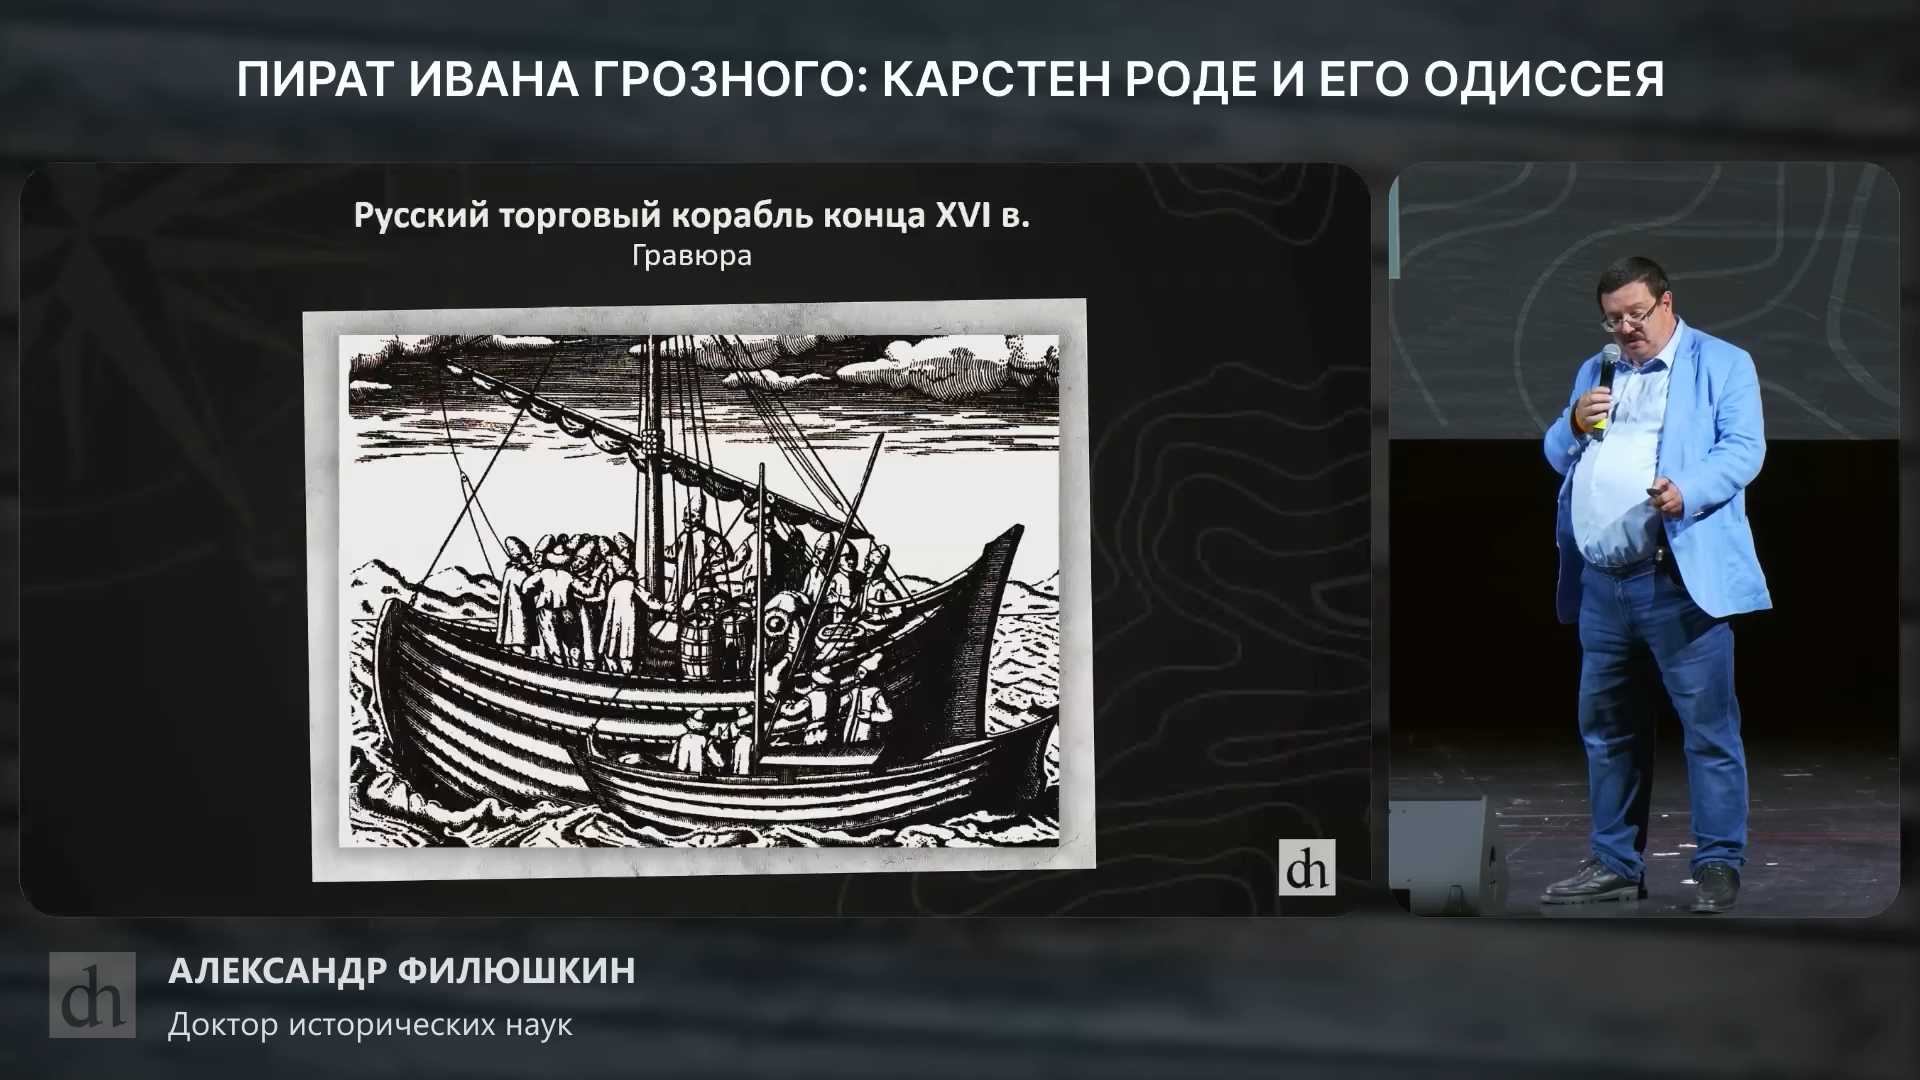 ПИРАТ ИВАНА ГРОЗНОГО: КАРСТЕН РОДЕ И ЕГО ОДИССЕЯ
Русский торговый корабль конца XVI в.
Гравюра
dh
dh
АЛЕКСАНДР ФИЛЮШКИН
Доктор исторических наук